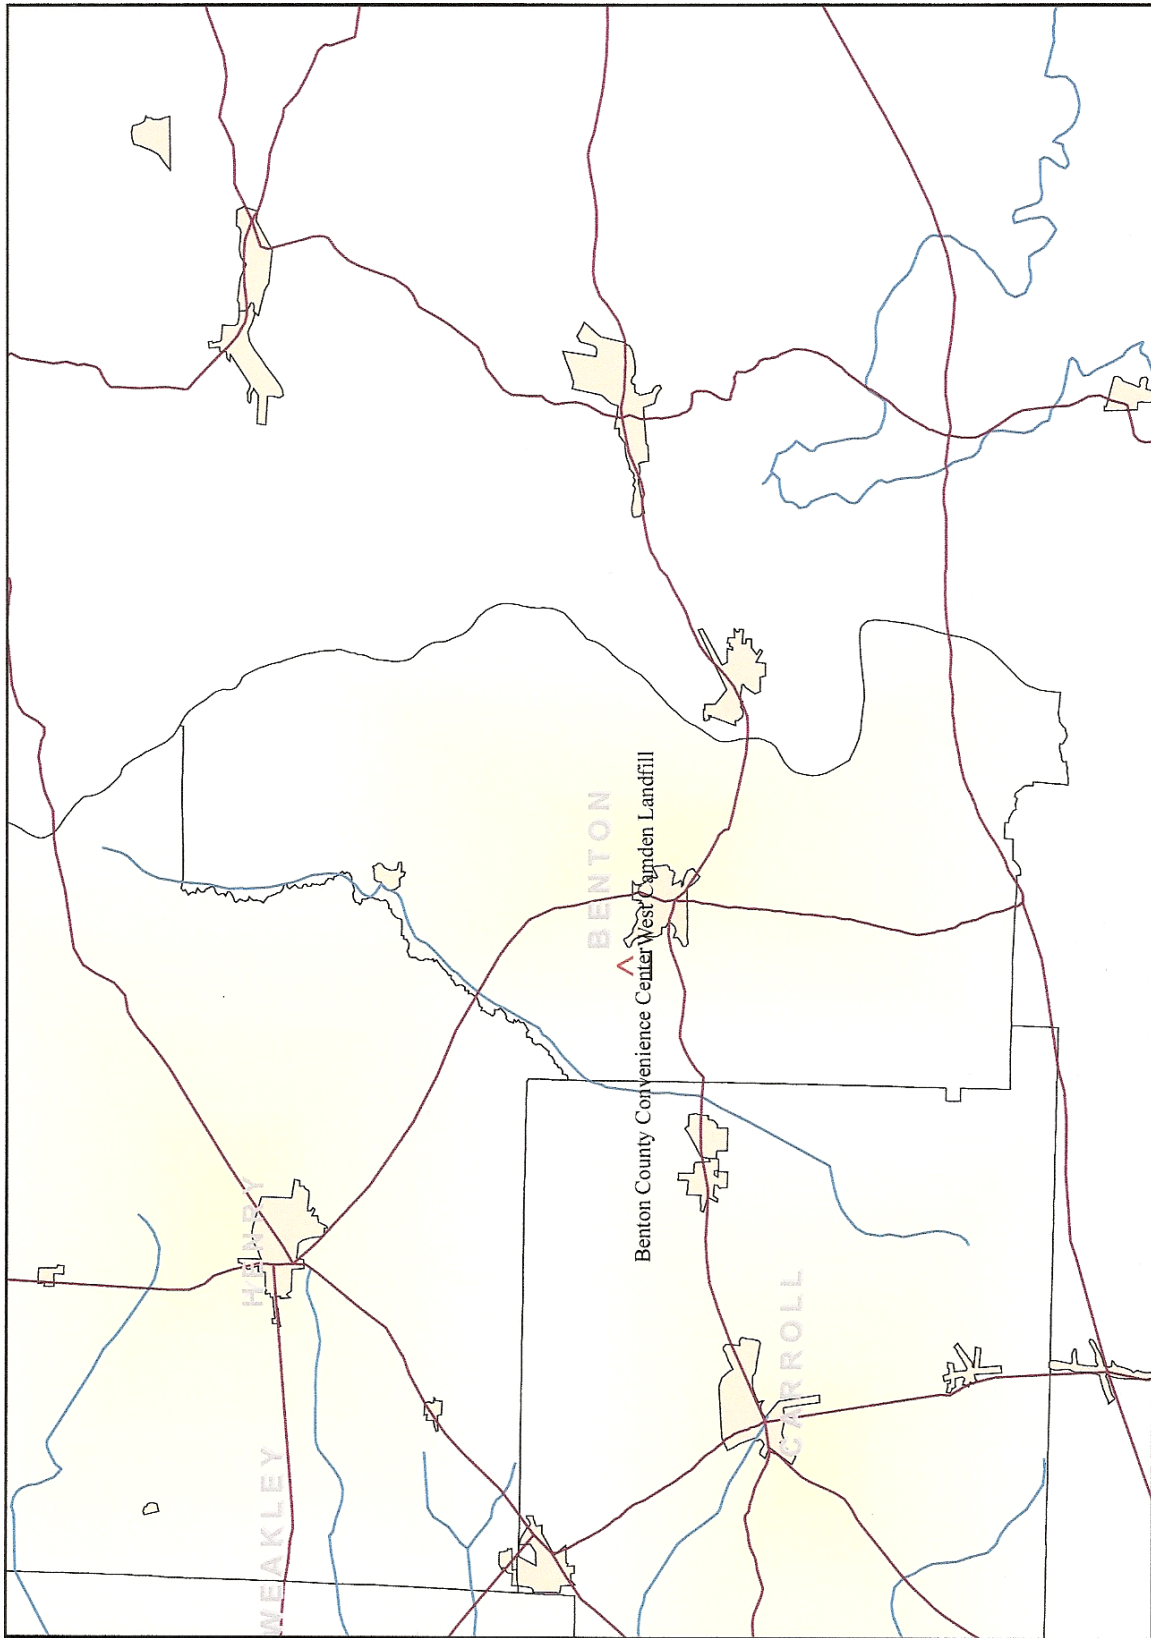 HENRY
WEAKLEY
BENTON
Benton County Convenience Center West Camden Landfill
CARROLL